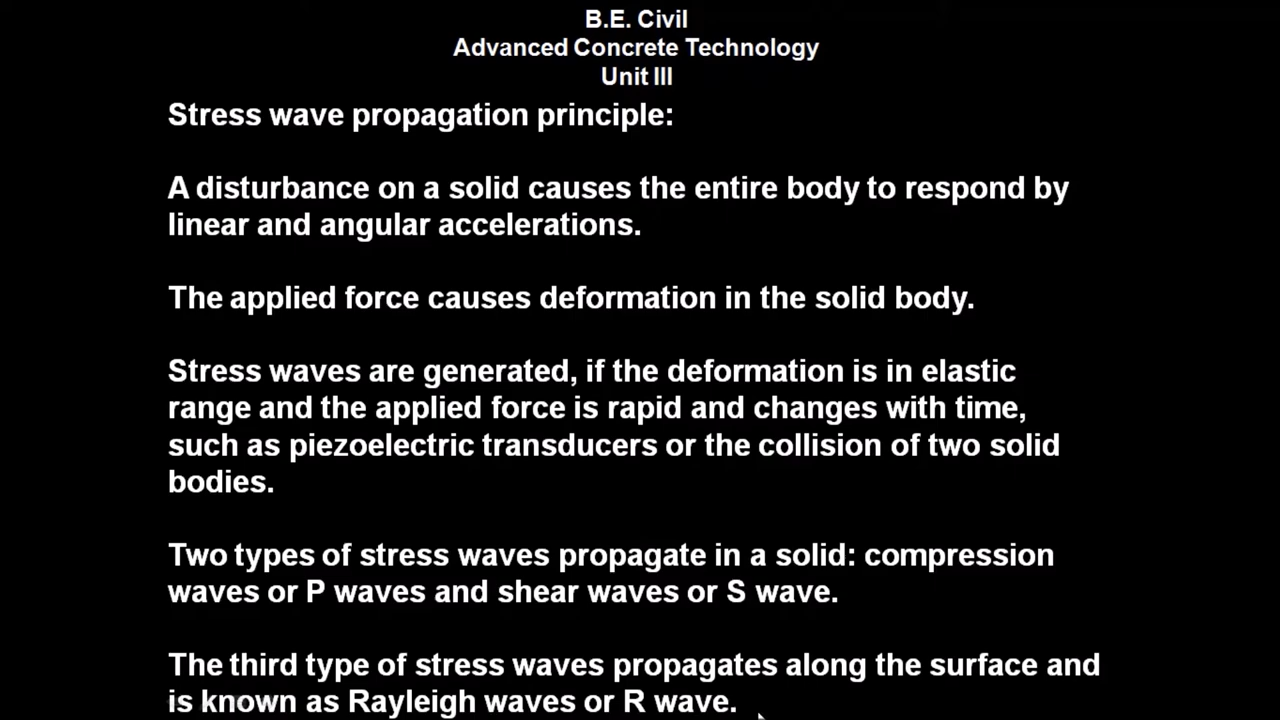 B.E. Civil
Advanced Concrete Technology
Unit III
Stress wave propagation principle:
A disturbance on a solid causes the entire body to respond by
linear and angular accelerations.
The applied force causes deformation in the solid body.
Stress waves are generated, if the deformation is in elastic
range and the applied force is rapid and changes with time,
such as piezoelectric transducers or the collision of two solid
bodies.
Two types of stress waves propagate in a solid: compression
waves or P waves and shear waves or S wave.
The third type of stress waves propagates along the surface and
is known as Rayleigh waves or R wave.